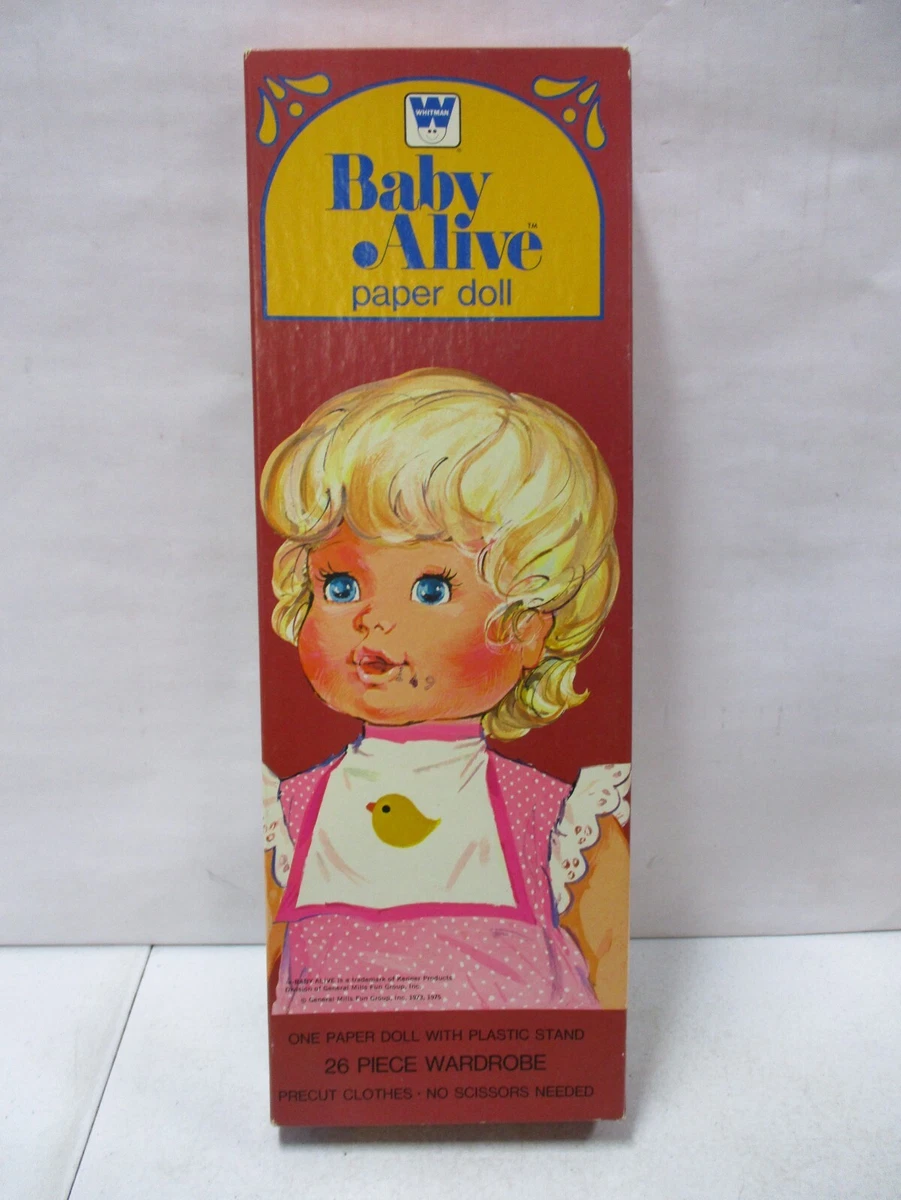 WHITMAN
Baby
Alive™
paper doll
BABY ALIVE is a trademark of Kenner Products
Division of General Mills Fun Group, Inc.
© General Mills Fun Group, Inc. 1973, 1975
ONE PAPER DOLL WITH PLASTIC STAND
26 PIECE WARDROBE
PRECUT CLOTHES · NO SCISSORS NEEDED